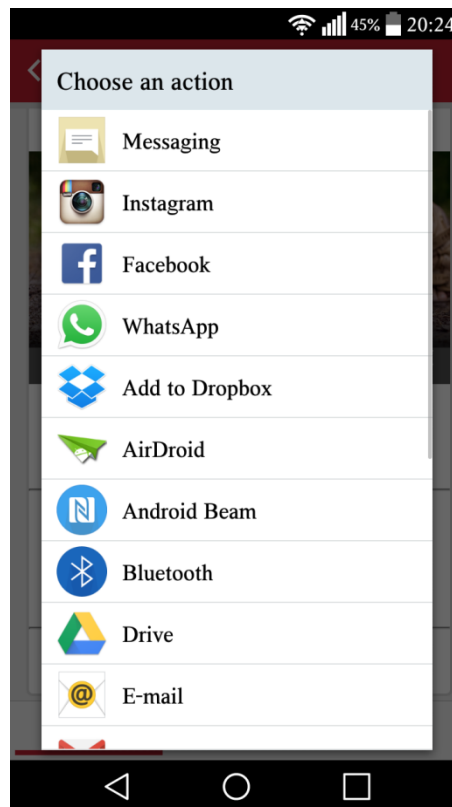 45% 20:24
Choose an action
Messaging
Instagram
Facebook
WhatsApp
Add to Dropbox
AirDroid
Android Beam
Bluetooth
Drive
E-mail